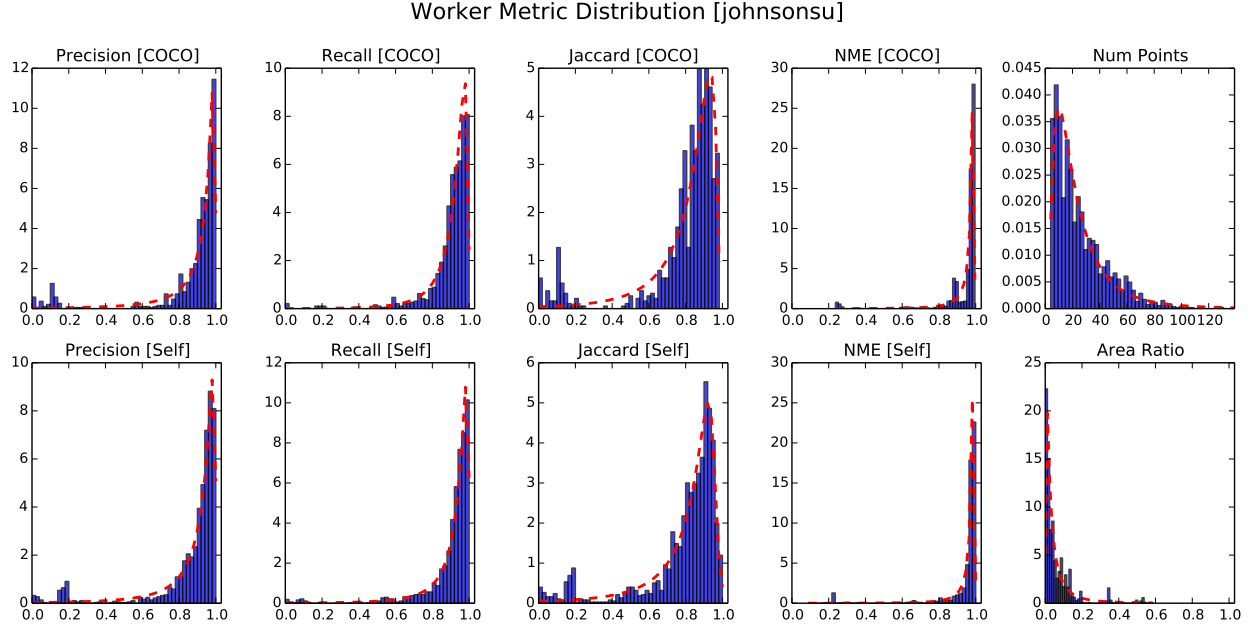 Worker Metric Distribution [johnsonsu]
Precision [COCO] Recall [COCO] Jaccard [COCO] NME [COCO] Num Points
12 10 8 6 4 2 0
0.0 0.2 0.4 0.6 0.8 1.0
10 8 6 4 2 0
0.0 0.2 0.4 0.6 0.8 1.0
5 4 3 2 1 0
0.0 0.2 0.4 0.6 0.8 1.0
30 25 20 15 10 5 0
0.0 0.2 0.4 0.6 0.8 1.0
0.045 0.040 0.035 0.030 0.025 0.020 0.015 0.010 0.005 0.000
0 20 40 60 80 100 120
Precision [Self] Recall [Self] Jaccard [Self] NME [Self] Area Ratio
10 8 6 4 2 0
0.0 0.2 0.4 0.6 0.8 1.0
12 10 8 6 4 2 0
0.0 0.2 0.4 0.6 0.8 1.0
6 5 4 3 2 1 0
0.0 0.2 0.4 0.6 0.8 1.0
30 25 20 15 10 5 0
0.0 0.2 0.4 0.6 0.8 1.0
25 20 15 10 5 0
0.0 0.2 0.4 0.6 0.8 1.0